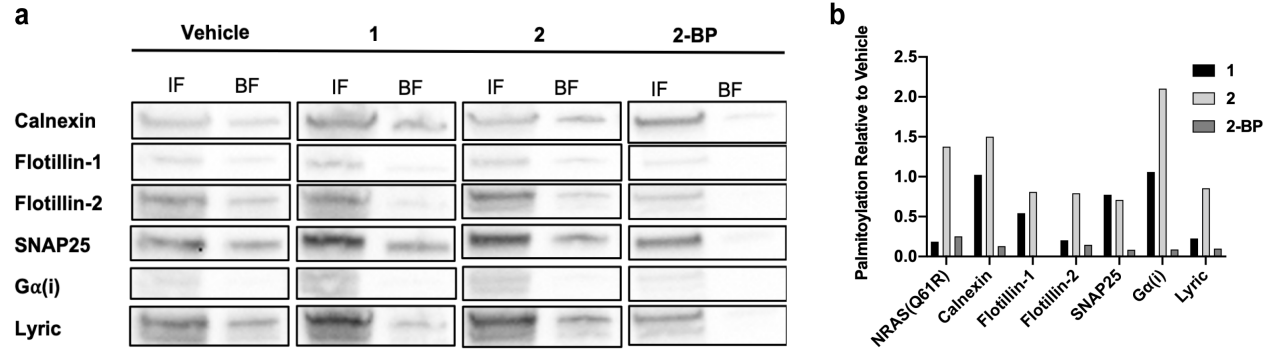 a
Vehicle 1 2 2-BP
IF BF IF BF IF BF IF BF
Calnexin
Flotillin-1
Flotillin-2
SNAP25
Gα(i)
Lyric
b
Palmitoylation Relative to Vehicle
2.5
2.0
1.5
1.0
0.5
0.0
NRAS(Q61R)
Calnexin
Flotillin-1
Flotillin-2
SNAP25
Gα(i)
Lyric
1
2
2-BP